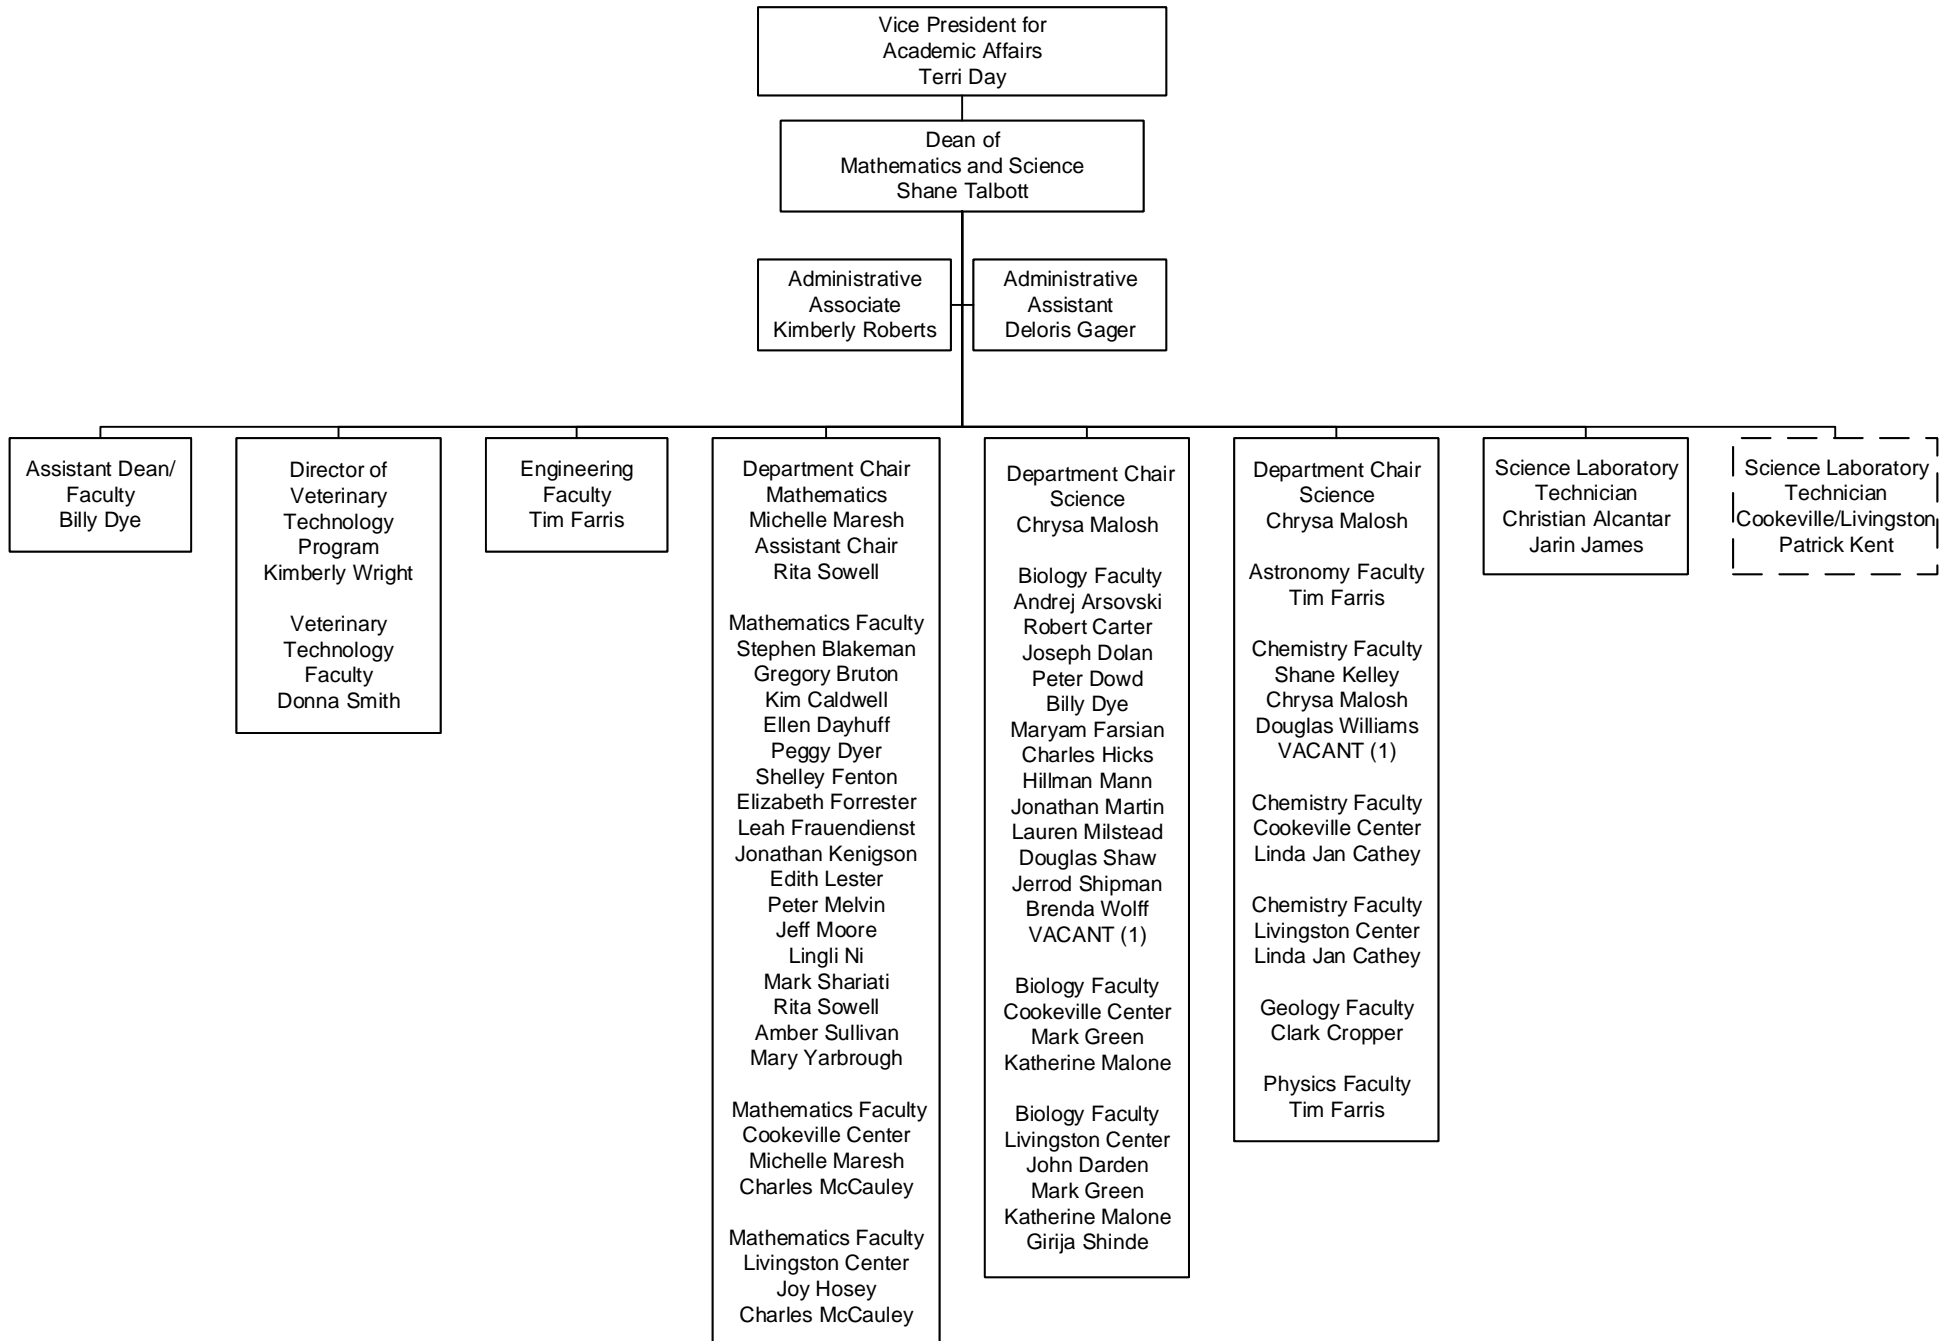 Vice President for
Academic Affairs
Terri Day
Dean of
Mathematics and Science
Shane Talbott
Administrative
Associate
Kimberly Roberts
Administrative
Assistant
Deloris Gager
Assistant Dean/
Faculty
Billy Dye
Director of
Veterinary
Technology
Program
Kimberly Wright
Veterinary
Technology
Faculty
Donna Smith
Engineering
Faculty
Tim Farris
Department Chair
Mathematics
Michelle Maresh
Assistant Chair
Rita Sowell
Mathematics Faculty
Stephen Blakeman
Gregory Bruton
Kim Caldwell
Ellen Dayhuff
Peggy Dyer
Shelley Fenton
Elizabeth Forrester
Leah Frauendienst
Jonathan Kenigson
Edith Lester
Peter Melvin
Jeff Moore
Lingli Ni
Mark Shariati
Rita Sowell
Amber Sullivan
Mary Yarbrough
Mathematics Faculty
Cookeville Center
Michelle Maresh
Charles McCauley
Mathematics Faculty
Livingston Center
Joy Hosey
Charles McCauley
Department Chair
Science
Chrysa Malosh
Biology Faculty
Andrej Arsovski
Robert Carter
Joseph Dolan
Peter Dowd
Billy Dye
Maryam Farsian
Charles Hicks
Hillman Mann
Jonathan Martin
Lauren Milstead
Douglas Shaw
Jerrod Shipman
Brenda Wolff
VACANT (1)
Biology Faculty
Cookeville Center
Mark Green
Katherine Malone
Biology Faculty
Livingston Center
John Darden
Mark Green
Katherine Malone
Girija Shinde
Department Chair
Science
Chrysa Malosh
Astronomy Faculty
Tim Farris
Chemistry Faculty
Shane Kelley
Chrysa Malosh
Douglas Williams
VACANT (1)
Chemistry Faculty
Cookeville Center
Linda Jan Cathey
Chemistry Faculty
Livingston Center
Linda Jan Cathey
Geology Faculty
Clark Cropper
Physics Faculty
Tim Farris
Science Laboratory
Technician
Christian Alcantar
Jarin James
Science Laboratory
Technician
Cookeville/Livingston
Patrick Kent